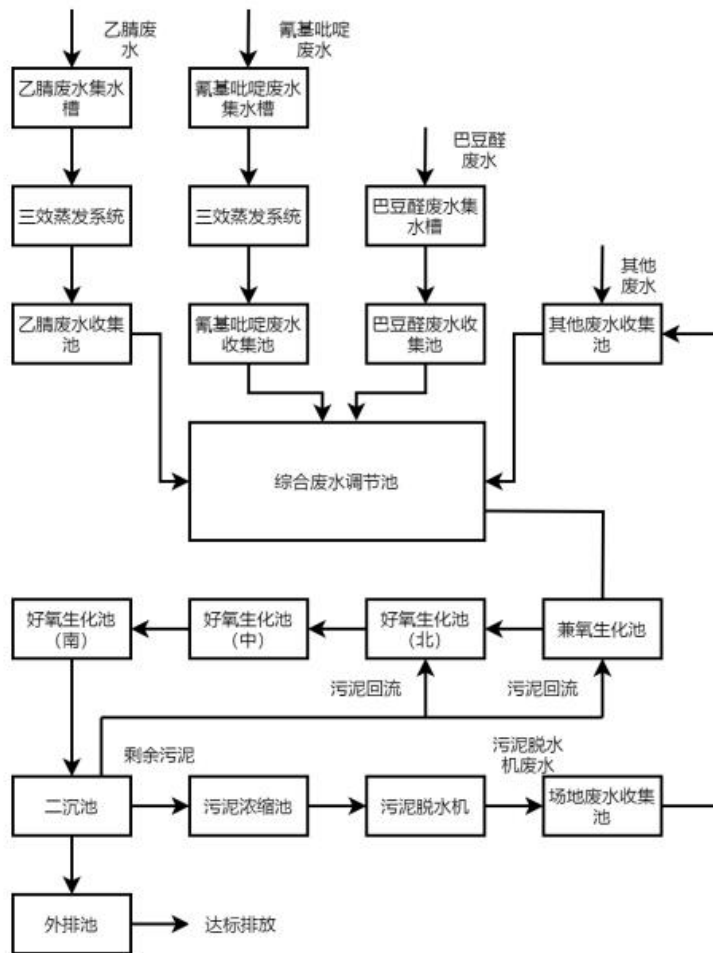 乙腈废
水
氰基吡啶
废水
乙腈废水集水
槽
氰基吡啶废水
集水槽
巴豆醛
废水
三效蒸发系统
三效蒸发系统
巴豆醛废水集
水槽
其他
废水
乙腈废水收集
池
氰基吡啶废水
收集池
巴豆醛废水收
集池
其他废水收集
池
综合废水调节池
好氧生化池
（南）
好氧生化池
（中）
好氧生化池
（北）
兼氧生化池
污泥回流
污泥回流
剩余污泥
污泥脱水
机废水
二沉池
污泥浓缩池
污泥脱水机
场地废水收集
池
外排池
达标排放